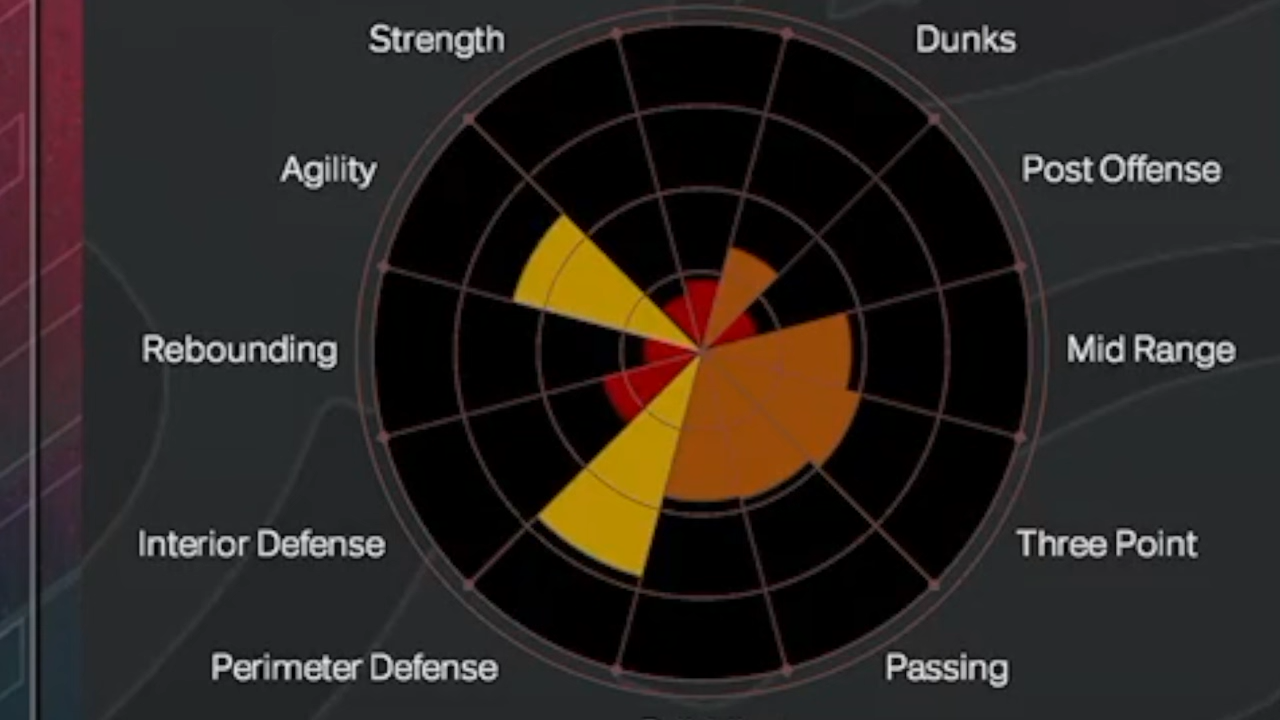 Strength
Dunks
Agility
Post Offense
Rebounding
Mid Range
Interior Defense
Three Point
Perimeter Defense
Passing